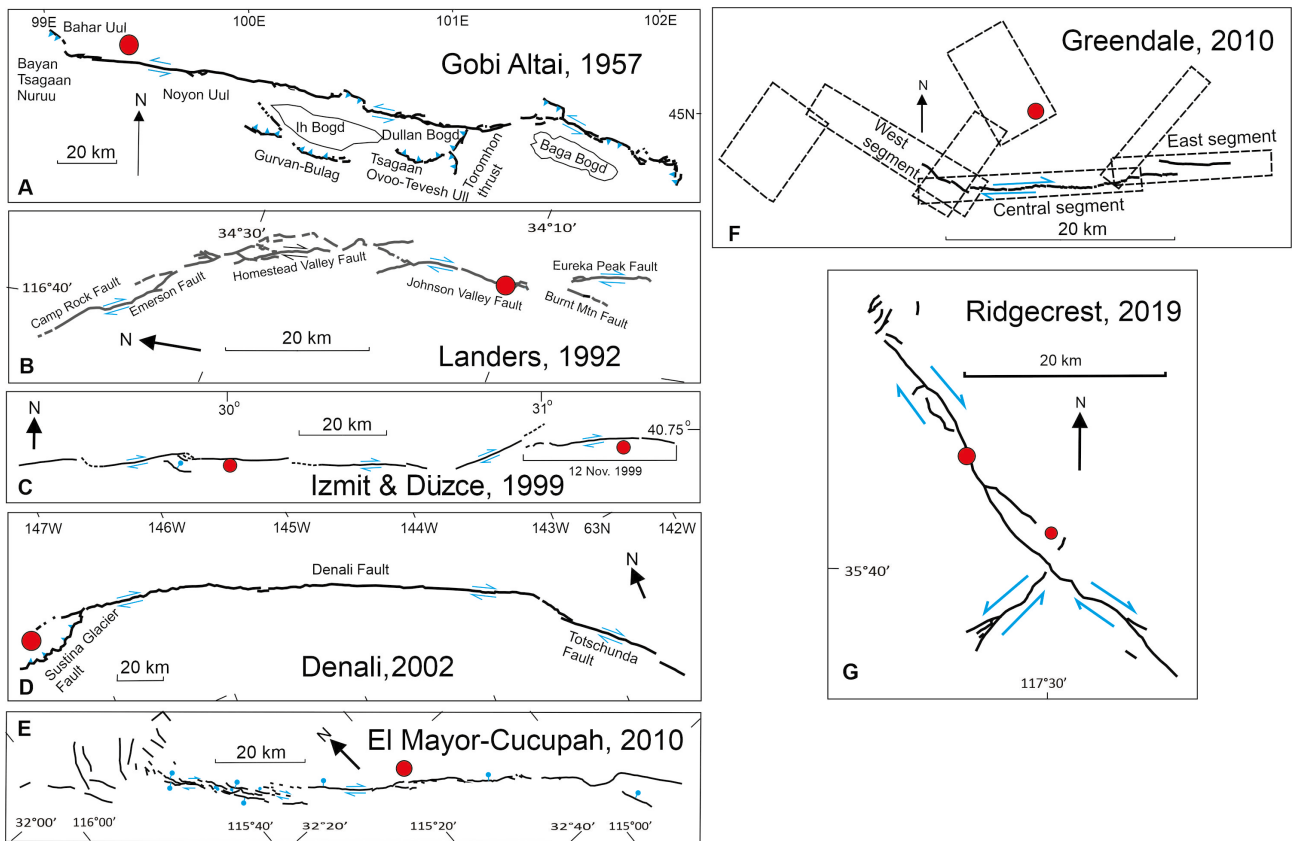 99E
100E
101E
102E
Bahar Uul
Gobi Altai, 1957
Bayan
Tsagaan
Nuruu
Noyon Uul
N
45N
20 km
Ih Bogd
Dullan Bogd
Gurvan-Bulag
Tsagaan
Ovoo-Tevesh Ull
Toromhon
thrust
Baga Bogd
A
34°30'
34°10'
116°40'
Camp Rock Fault
Emerson Fault
Homestead Valley Fault
Johnson Valley Fault
Eureka Peak Fault
Burnt Mtn Fault
N
20 km
Landers, 1992
B
N
30°
31°
20 km
40.75°
12 Nov. 1999
Izmit & Düzce, 1999
C
147W
146W
145W
144W
143W
63N
142W
Denali Fault
N
Sustina Glacier
Fault
Totschunda
Fault
20 km
Denali,2002
D
20 km
N
El Mayor-Cucupah, 2010
E
32°00'
116°00'
115°40'
32°20'
115°20'
32°40'
115°00'
Greendale, 2010
N
West
segment
East segment
Central segment
20 km
F
Ridgecrest, 2019
20 km
N
35°40'
G
117°30'